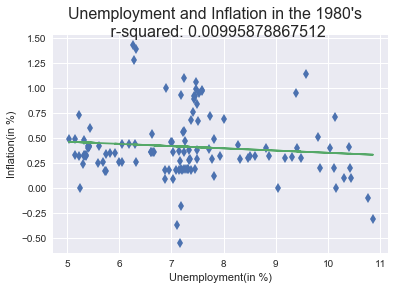 Unemployment and Inflation in the 1980's
r-squared: 0.00995878867512
Inflation(in %)
1.50
1.25
1.00
0.75
0.50
0.25
0.00
−0.25
−0.50
5 6 7 8 9 10 11
Unemployment(in %)